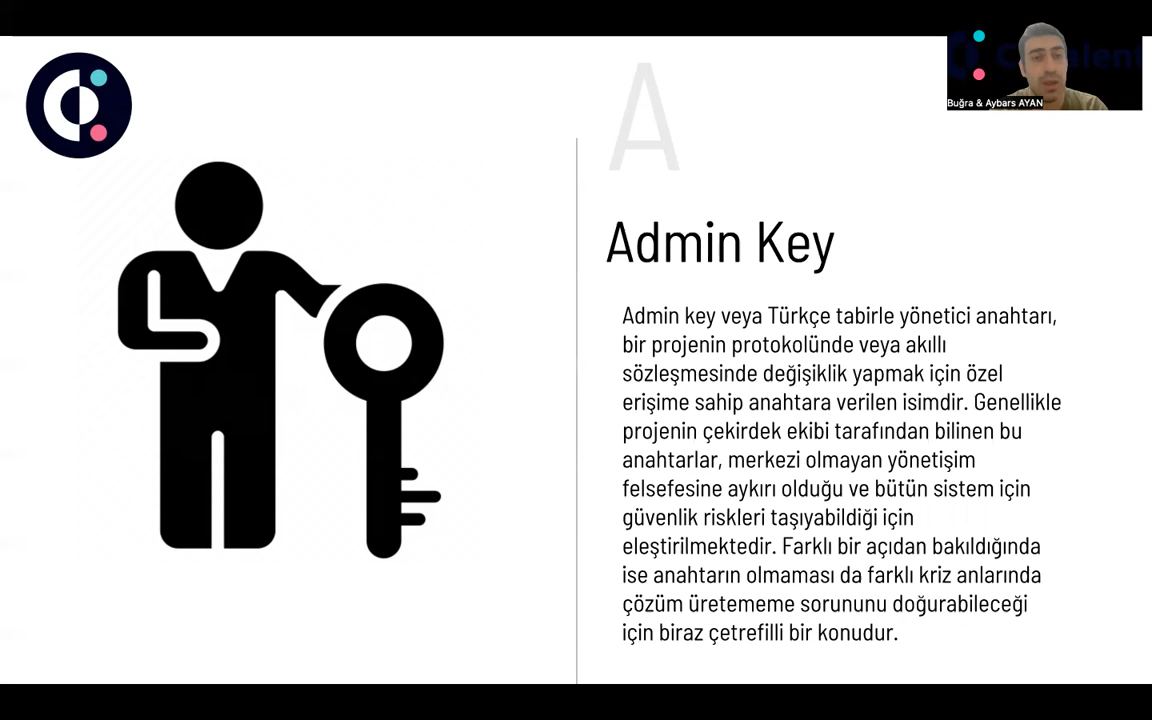 A
Buğra & Aybars AYAN
Admin Key
Admin key veya Türkçe tabirle yönetici anahtarı,
bir projenin protokolünde veya akıllı
sözleşmesinde değişiklik yapmak için özel
erişime sahip anahtara verilen isimdir. Genellikle
projenin çekirdek ekibi tarafından bilinen bu
anahtarlar, merkezi olmayan yönetişim
felsefesine aykırı olduğu ve bütün sistem için
güvenlik riskleri taşıyabildiği için
eleştirilmektedir. Farklı bir açıdan bakıldığında
ise anahtarın olmaması da farklı kriz anlarında
çözüm üretememe sorununu doğurabileceği
için biraz çetrefilli bir konudur.